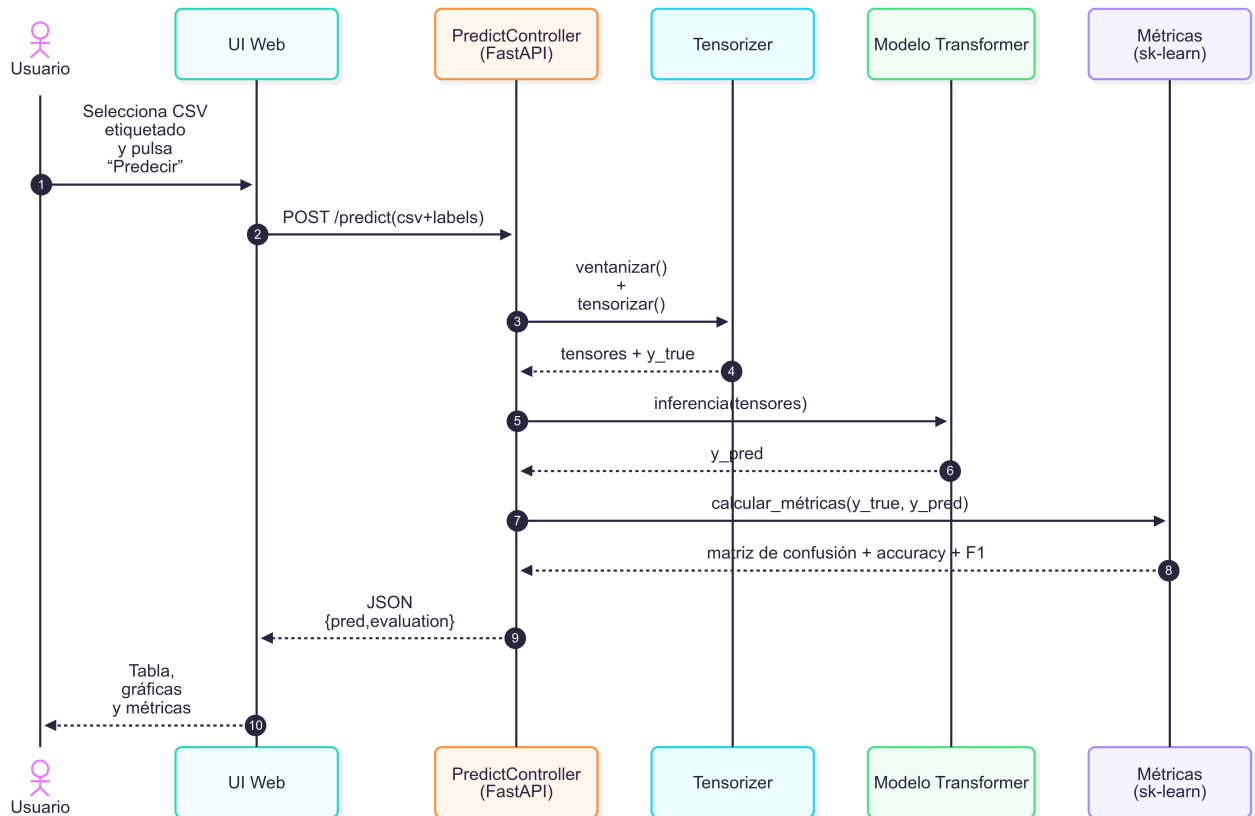 Usuario
UI Web
PredictController
(FastAPI)
Tensorizer
Modelo Transformer
Métricas
(sk-learn)
Selecciona CSV
etiquetado
y pulsa
“Predecir”
1
POST /predict(csv+labels)
2
ventanizar()
+
tensorizar()
3
tensores + y_true
4
inferencia(tensores)
5
y_pred
6
calcular_métricas(y_true, y_pred)
7
matriz de confusión + accuracy + F1
8
JSON
{pred,evaluation}
9
Tabla,
gráficas
y métricas
10
Usuario
UI Web
PredictController
(FastAPI)
Tensorizer
Modelo Transformer
Métricas
(sk-learn)